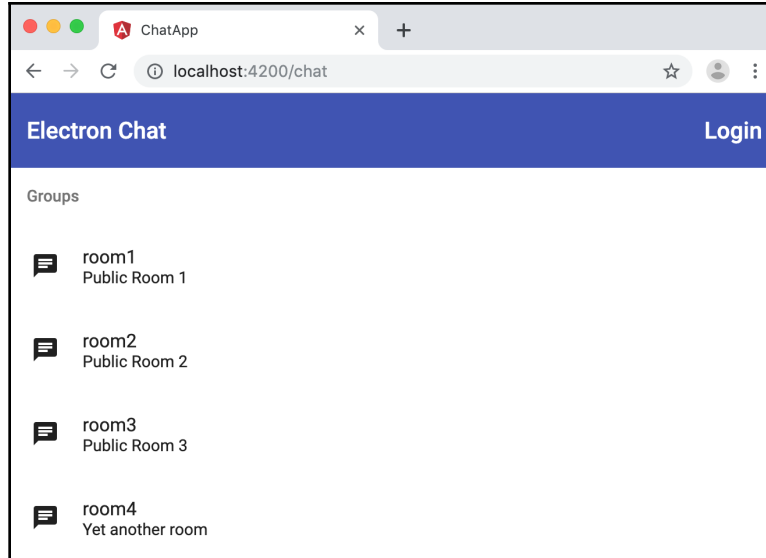 ChatApp
localhost:4200/chat
Electron Chat Login
Groups
room1
Public Room 1
room2
Public Room 2
room3
Public Room 3
room4
Yet another room